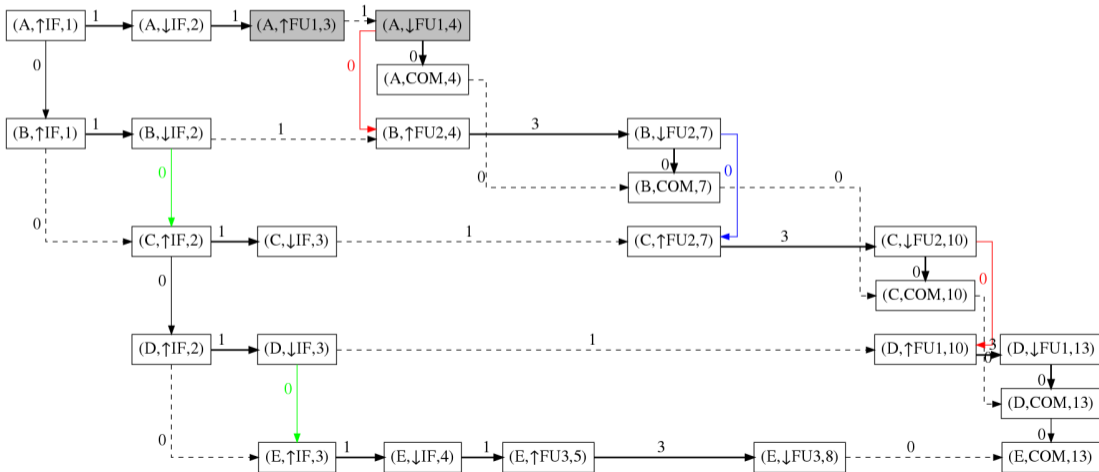 (A,↑IF,1) 1 (A,↓IF,2) 1 (A,↑FU1,3) 1 (A,↓FU1,4)
0 0 0
(A,COM,4)
(B,↑IF,1) 1 (B,↓IF,2) 1 (B,↑FU2,4) 3 (B,↓FU2,7)
0 0 0 0
0 (B,COM,7) 0
(C,↑IF,2) 1 (C,↓IF,3) 1 (C,↑FU2,7) 3 (C,↓FU2,10)
0 0 0
(C,COM,10)
(D,↑IF,2) 1 (D,↓IF,3) 1 (D,↑FU1,10) 3 0 (D,↓FU1,13)
0 0
(D,COM,13)
0 0
(E,↑IF,3) 1 (E,↓IF,4) 1 (E,↑FU3,5) 3 (E,↓FU3,8) 0 (E,COM,13)